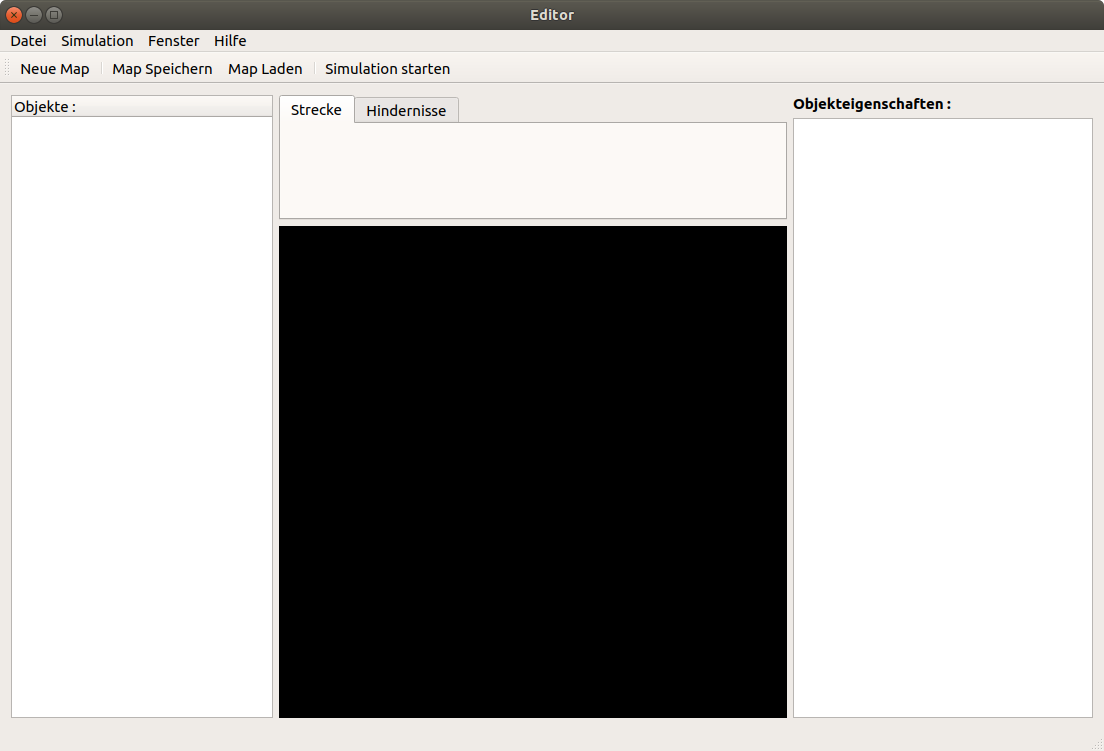 Editor
Datei Simulation Fenster Hilfe
Neue Map Map Speichern Map Laden Simulation starten
Objekte :
Strecke Hindernisse
Objekteigenschaften :